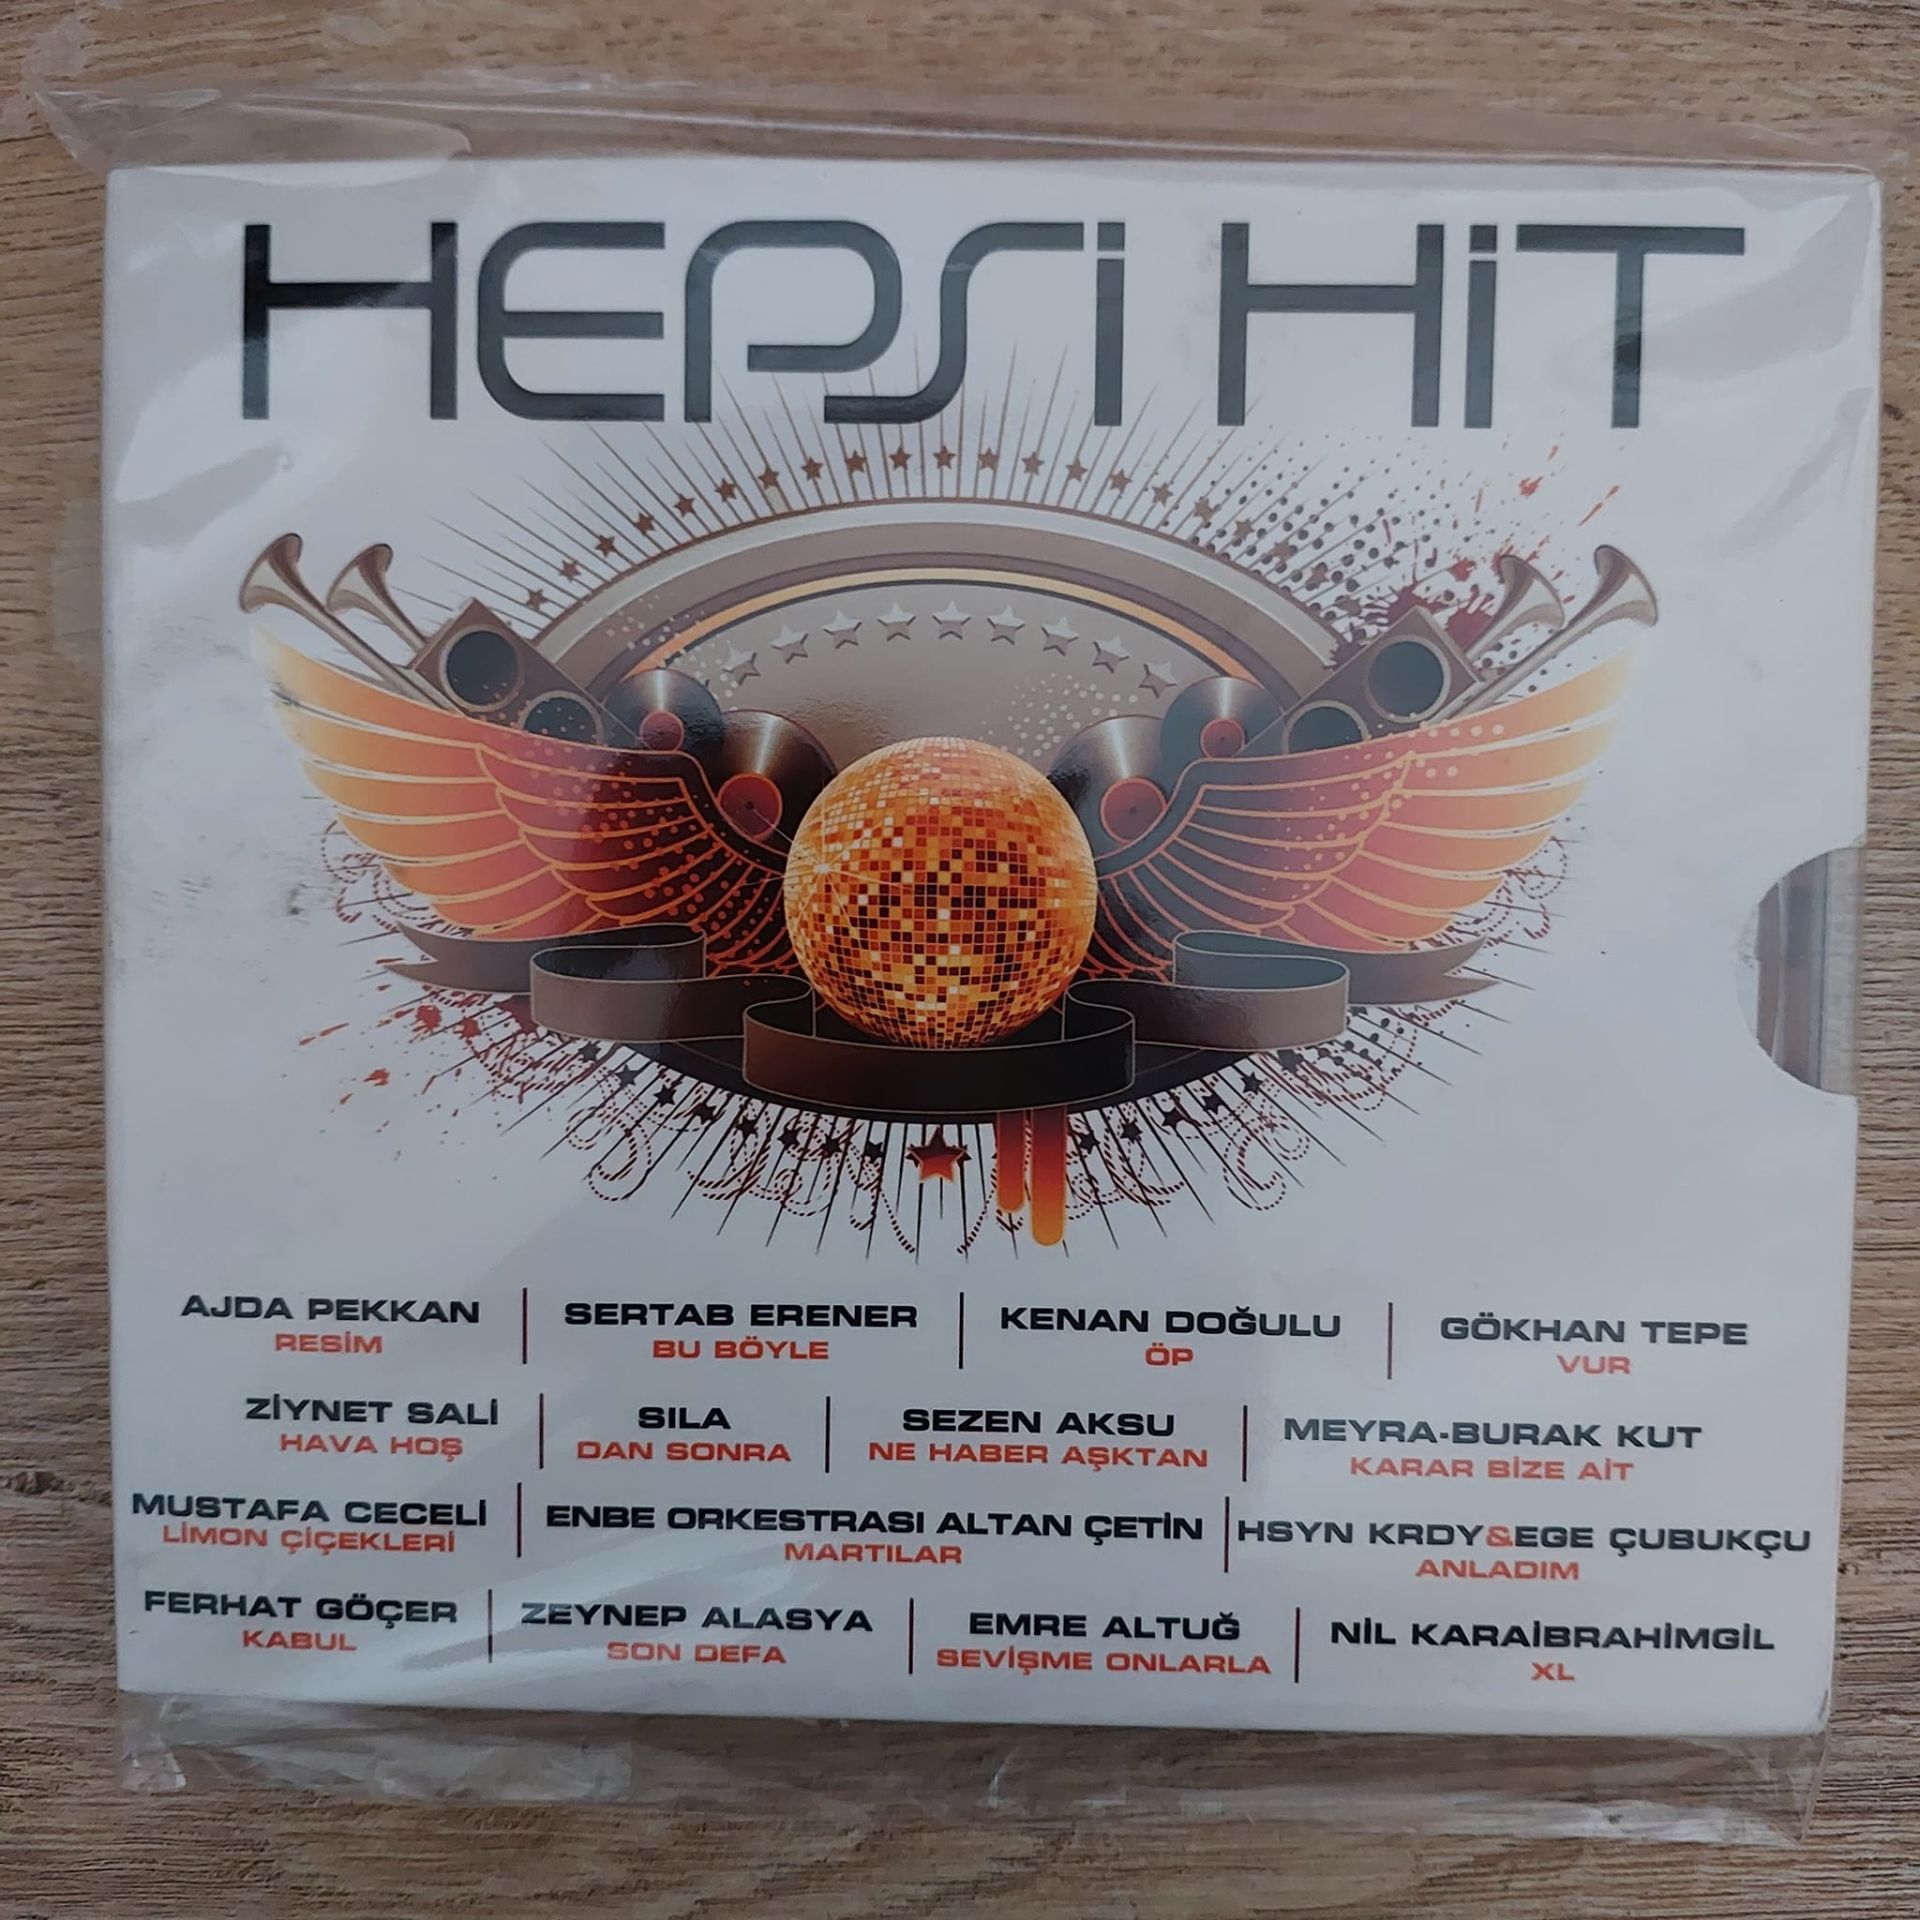 HEPSİ HİT
AJDA PEKKAN
RESİM
SERTAB ERENER
BU BÖYLE
KENAN DOĞULU
ÖP
GÖKHAN TEPE
VUR
ZİYNET SALİ
HAVA HOŞ
SILA
DAN SONRA
SEZEN AKSU
NE HABER AŞKTAN
MEYRA-BURAK KUT
KARAR BİZE AİT
MUSTAFA CECELİ
LİMON ÇİÇEKLERİ
ENBE ORKESTRASI ALTAN ÇETİN
MARTILAR
HSYN KRDY&EGE ÇUBUKÇU
ANLADIM
FERHAT GÖÇER
KABUL
ZEYNEP ALASYA
SON DEFA
EMRE ALTUĞ
SEVİŞME ONLARLA
NİL KARAİBRAHİMGİL
XL